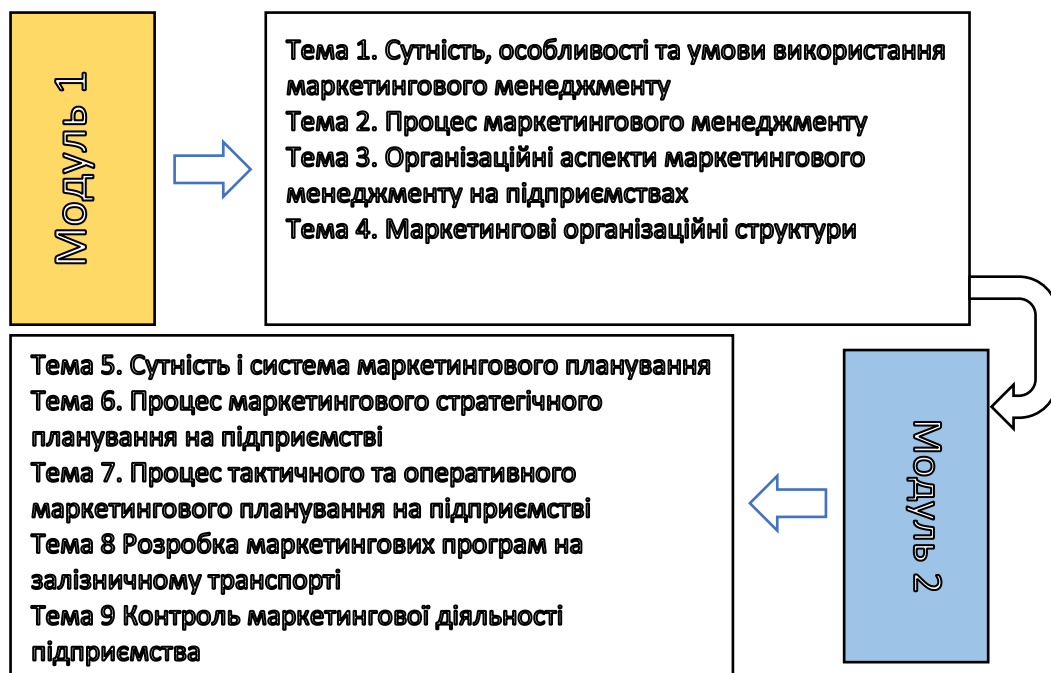 Модуль 1
Тема 1. Сутність, особливості та умови використання
маркетингового менеджменту
Тема 2. Процес маркетингового менеджменту
Тема 3. Організаційні аспекти маркетингового
менеджменту на підприємствах
Тема 4. Маркетингові організаційні структури
Модуль 2
Тема 5. Сутність і система маркетингового планування
Тема 6. Процес маркетингового стратегічного
планування на підприємстві
Тема 7. Процес тактичного та оперативного
маркетингового планування на підприємстві
Тема 8 Розробка маркетингових програм на
залізничному транспорті
Тема 9 Контроль маркетингової діяльності
підприємства